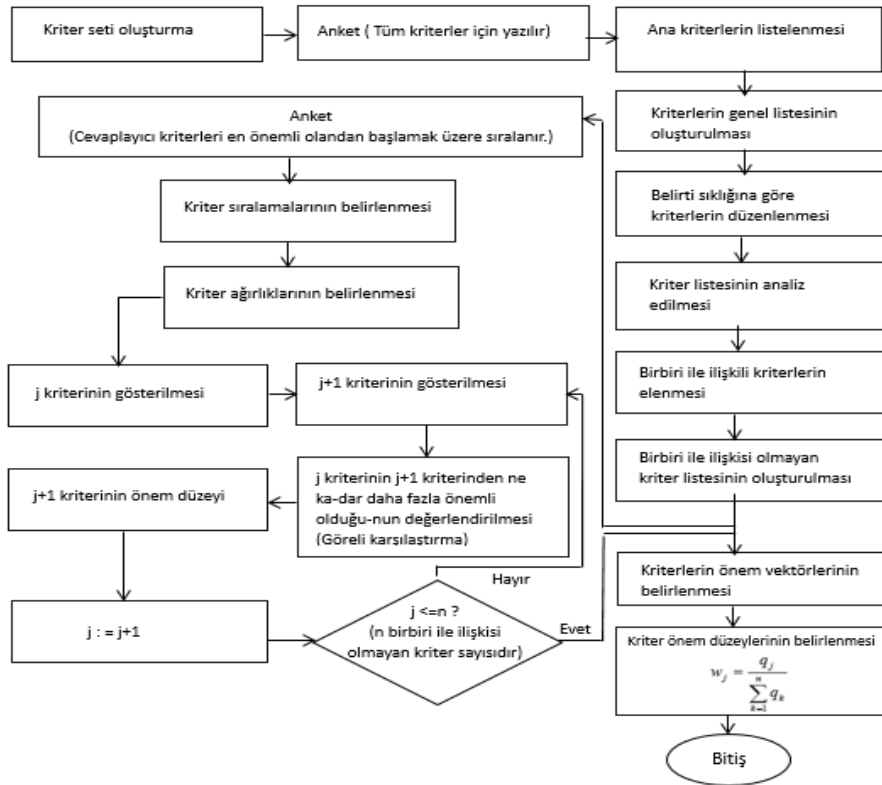 Kriter seti oluşturma
Anket ( Tüm kriterler için yazılır)
Ana kriterlerin listelenmesi
Kriterlerin genel listesinin
oluşturulması
Belirti sıklığına göre
kriterlerin düzenlenmesi
Kriter listesinin analiz
edilmesi
Birbiri ile ilişkili kriterlerin
elenmesi
Birbiri ile ilişkisi olmayan
kriter listesinin oluşturulması
Anket
(Cevaplayıcı kriterleri en önemli olandan başlamak üzere sıralanır.)
Kriter sıralamalarının belirlenmesi
Kriter ağırlıklarının belirlenmesi
j kriterinin gösterilmesi
j+1 kriterinin gösterilmesi
j kriterinin j+1 kriterinden ne
ka-dar daha fazla önemli
olduğu-nun değerlendirilmesi
(Göreli karşılaştırma)
j+1 kriterinin önem düzeyi
j : = j+1
j <=n ?
(n birbiri ile ilişkisi
olmayan kriter sayısıdır)
Hayır
Evet
Kriterlerin önem vektörlerinin
belirlenmesi
Kriter önem düzeylerinin belirlenmesi
w_j = q_j / ∑_{k=1}^{n} q_k
Bitiş